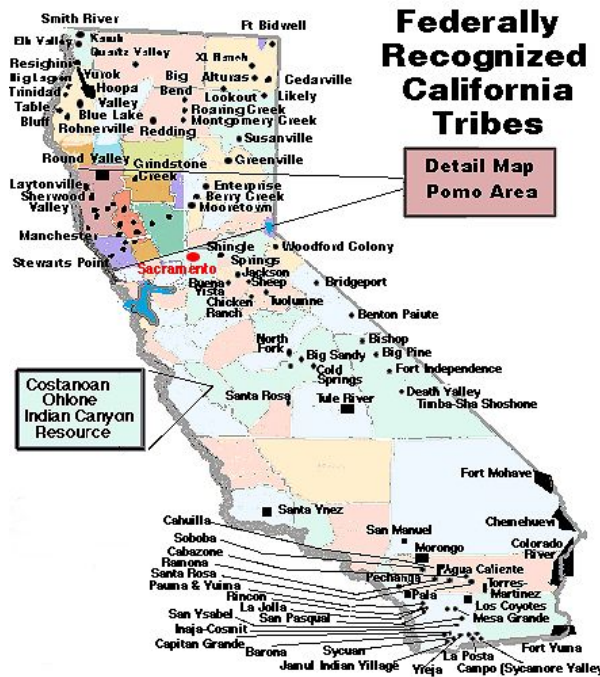 Federally
Recognized
California
Tribes
Detail Map
Pomo Area
Costanoan
Ohlone
Indian Canyon
Resource
Smith River
Ft Bidwell
Elk Valley
Karuk
Quartz Valley
Resighini
XL Ranch
Big Lagoon
Yurok
Big
Bend
Alturas
Cedarville
Trinidad
Hoopa
Valley
Lookout
Likely
Table
Bluff
Blue Lake
Roaring Creek
Montgomery Creek
Rohnerville
Redding
Susanville
Round Valley
Grindstone
Creek
Greenville
Laytonville
Enterprise
Sherwood
Valley
Berry Creek
Mooretown
Manchester
Stewarts Point
Sacramento
Shingle
Springs
Woodford Colony
Jackson
Buena
Vista
Sheep
Chicken
Ranch
Tuolumne
Bridgeport
Benton Paiute
North
Fork
Bishop
Big Sandy
Big Pine
Cold
Springs
Fort Independence
Santa Rosa
Tule River
Death Valley
Timba-Sha Shoshone
Fort Mohave
Santa Ynez
Chemehuevi
Cahuilla
San Manuel
Colorado
River
Soboba
Morongo
Cabazone
Agua Caliente
Ramona
Pechanga
Torres-
Martinez
Santa Rosa
Pauma & Yuima
Pala
Rincon
Los Coyotes
La Jolla
San Pasqual
Mesa Grande
San Ysabel
Inaja-Cosmit
Capitan Grande
Barona
Sycuan
Jamul Indian Village
Vieja
La Posta
Campo (Sycamore Valley
Fort Yuma